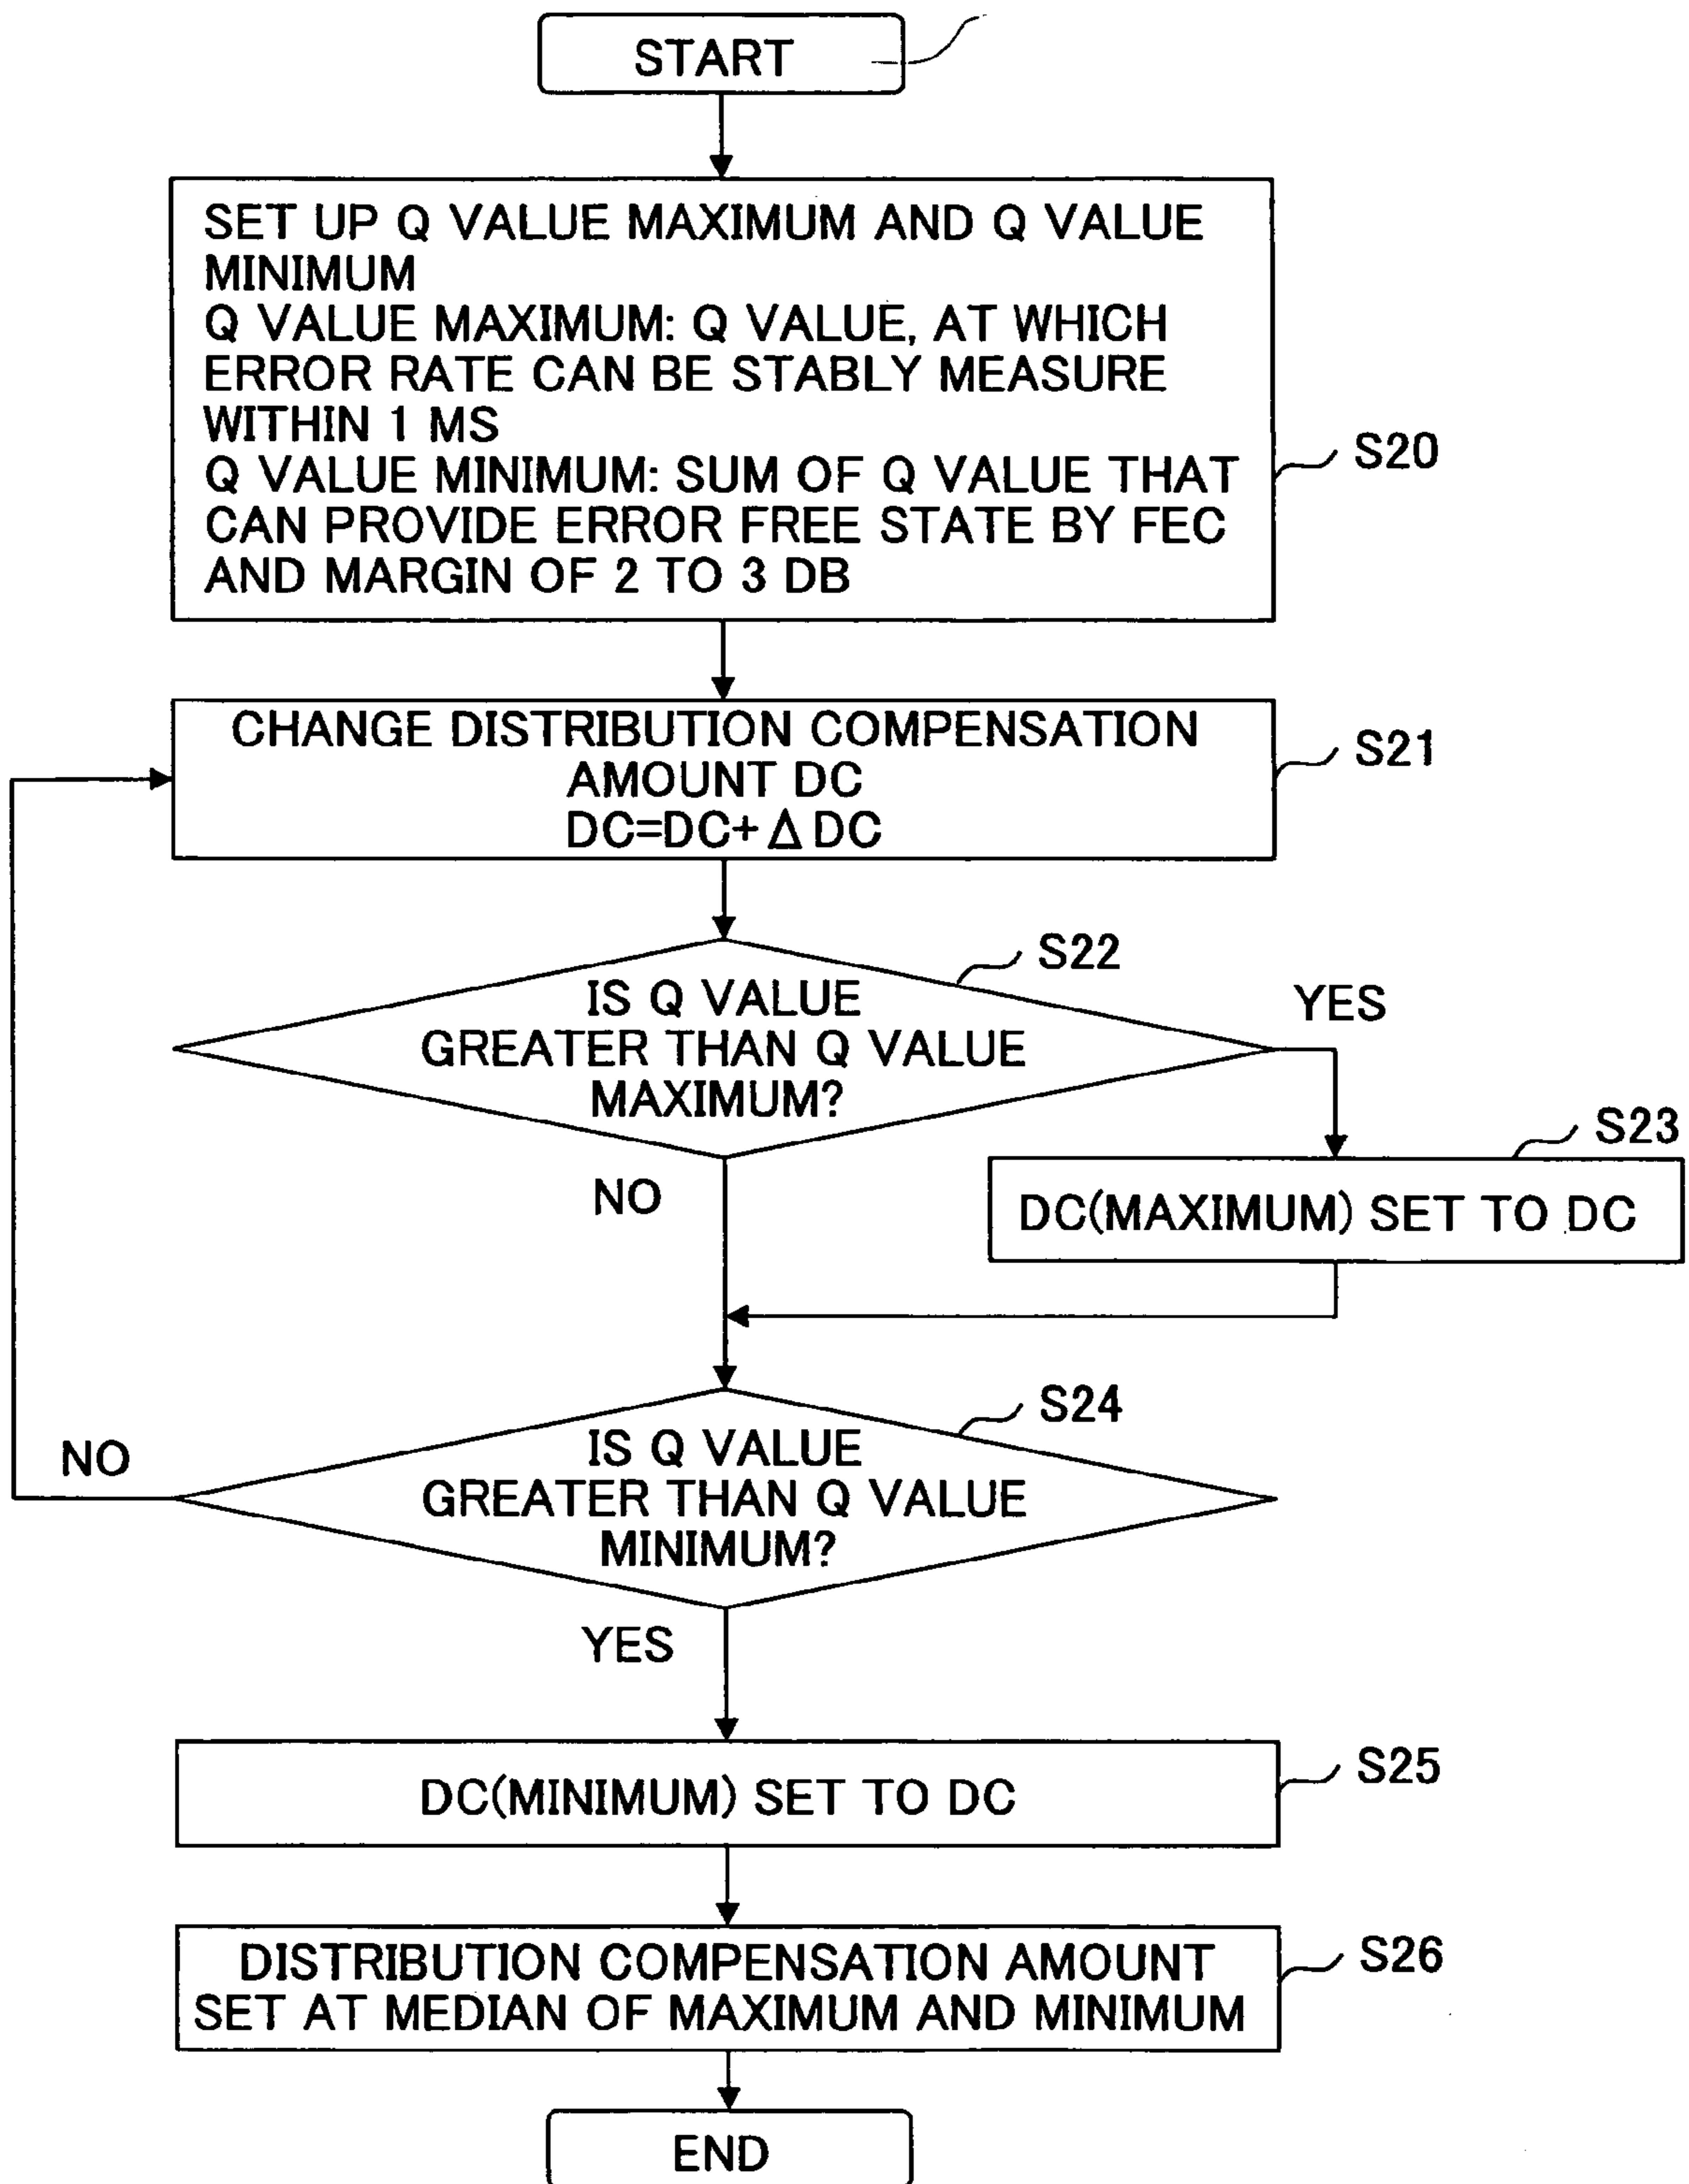 START
SET UP Q VALUE MAXIMUM AND Q VALUE
MINIMUM
Q VALUE MAXIMUM: Q VALUE, AT WHICH
ERROR RATE CAN BE STABLY MEASURE
WITHIN 1 MS
Q VALUE MINIMUM: SUM OF Q VALUE THAT
CAN PROVIDE ERROR FREE STATE BY FEC
AND MARGIN OF 2 TO 3 DB
S20
CHANGE DISTRIBUTION COMPENSATION
AMOUNT DC
DC=DC+Δ DC
S21
S22
IS Q VALUE
GREATER THAN Q VALUE
MAXIMUM?
YES
NO
S23
DC(MAXIMUM) SET TO DC
S24
IS Q VALUE
GREATER THAN Q VALUE
MINIMUM?
NO
YES
DC(MINIMUM) SET TO DC
S25
DISTRIBUTION COMPENSATION AMOUNT
SET AT MEDIAN OF MAXIMUM AND MINIMUM
S26
END